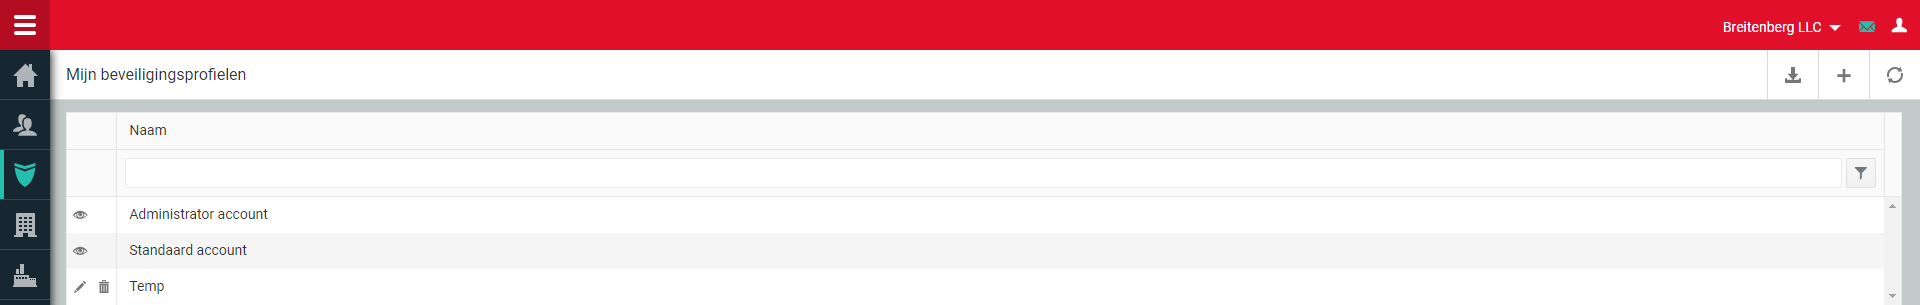 Breitenberg LLC
Mijn beveiligingsprofielen
Naam
Administrator account
Standaard account
Temp